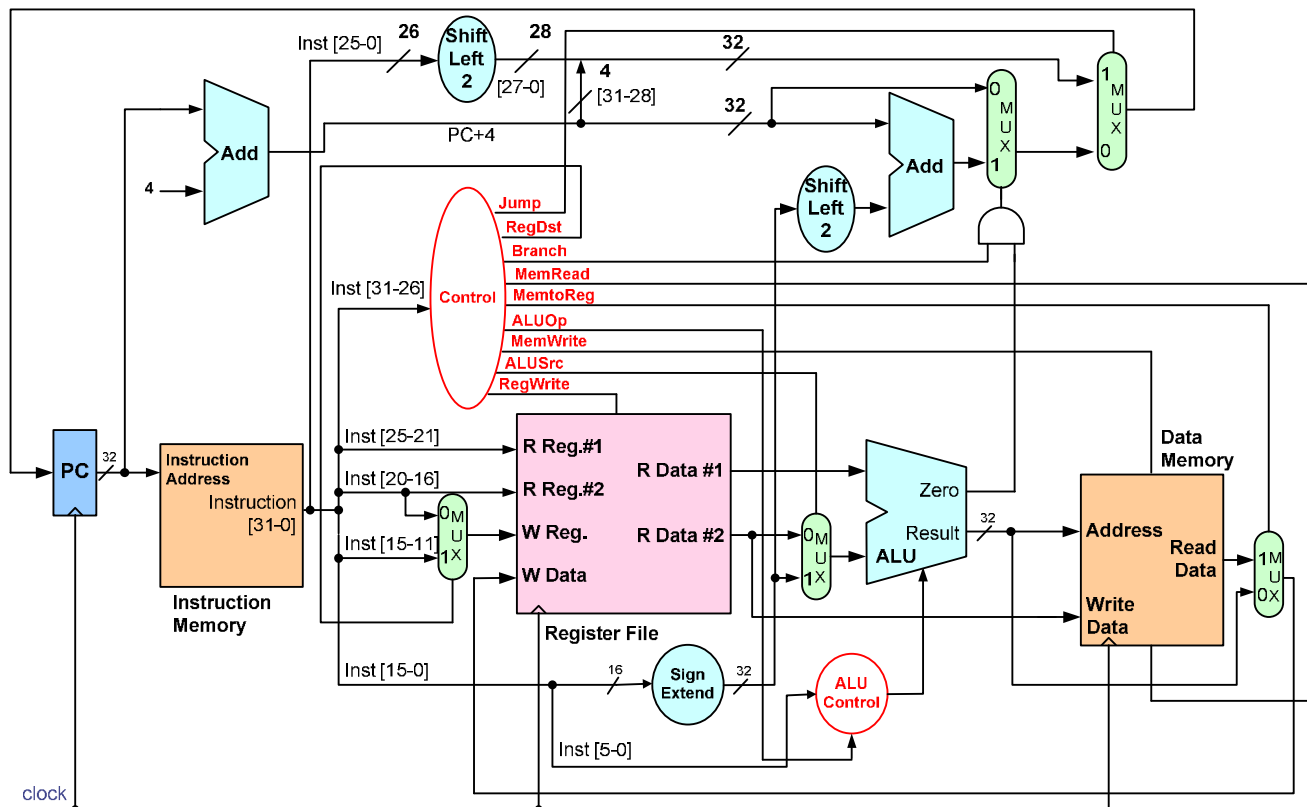 Inst [25-0]
26
Shift
Left
2
28
[27-0]
4
[31-28]
32
1
M
U
X
0
Add
4
PC+4
32
0
M
U
X
1
Add
Shift
Left
2
Control
Jump
RegDst
Branch
MemRead
MemtoReg
ALUOp
MemWrite
ALUSrc
RegWrite
Inst [31-26]
PC
32
Instruction
Address
Instruction
[31-0]
Instruction
Memory
Inst [25-21]
Inst [20-16]
Inst [15-11]
0
M
U
X
1
R Reg.#1
R Reg.#2
W Reg.
W Data
R Data #1
R Data #2
Register File
0
M
U
X
1
Zero
Result
ALU
32
Data
Memory
Address
Read
Data
Write
Data
1
M
U
X
0
Inst [15-0]
16
Sign
Extend
32
ALU
Control
Inst [5-0]
clock